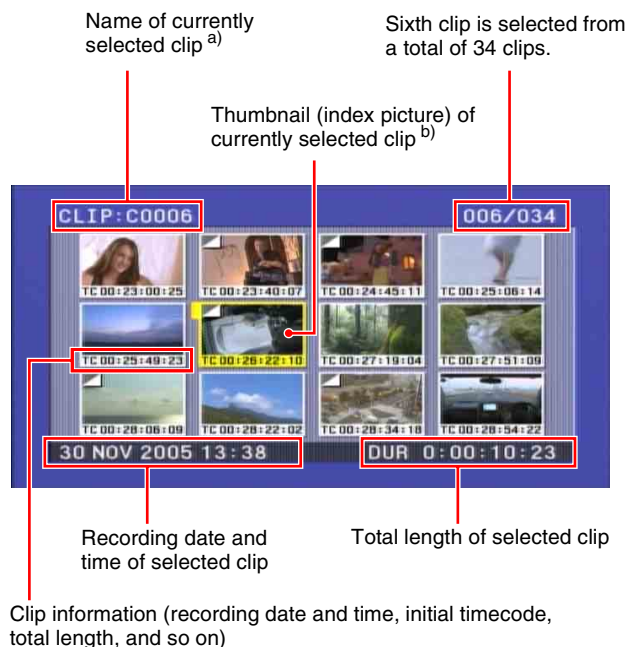 Name of currently
selected clip a)
Sixth clip is selected from
a total of 34 clips.
Thumbnail (index picture) of
currently selected clip b)
CLIP:C0006
006/034
TC 00:23:00:25
TC 00:23:40:07
TC 00:24:45:11
TC 00:25:06:14
TC 00:25:49:23
TC 00:26:22:10
TC 00:27:19:04
TC 00:27:51:09
TC 00:28:06:09
TC 00:28:22:02
TC 00:28:34:18
TC 00:28:54:22
30 NOV 2005 13:38
DUR 0:00:10:23
Recording date and
time of selected clip
Total length of selected clip
Clip information (recording date and time, initial timecode,
total length, and so on)